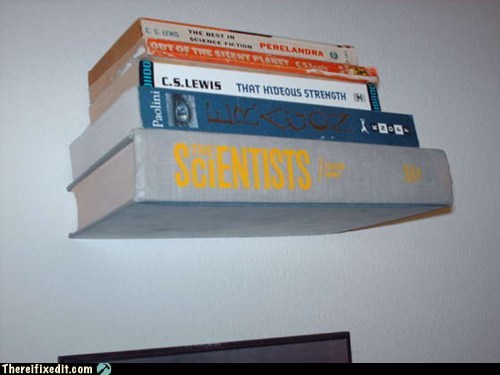 C. S. LEWIS THE BEST IN SCIENCE FICTION PERELANDRA
OUT OF THE SILENT PLANET
C.S. LEWIS THAT HIDEOUS STRENGTH H
Paolini ERAGON KNOPF
THE SCIENTISTS
Thereifixedit.com